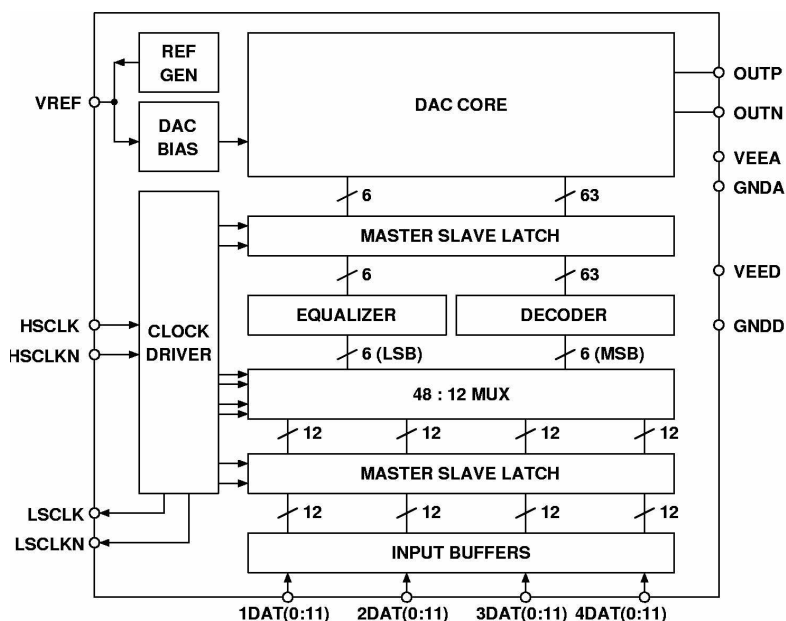 REF
GEN
VREF
DAC
BIAS
DAC CORE
OUTP
OUTN
VEEA
GNDA
6
63
MASTER SLAVE LATCH
6
63
VEED
EQUALIZER
DECODER
GNDD
HSCLK
HSCLKN
CLOCK
DRIVER
6 (LSB)
6 (MSB)
48 : 12 MUX
12
12
12
12
MASTER SLAVE LATCH
12
12
12
12
LSCLK
LSCLKN
INPUT BUFFERS
1DAT(0:11)
2DAT(0:11)
3DAT(0:11)
4DAT(0:11)